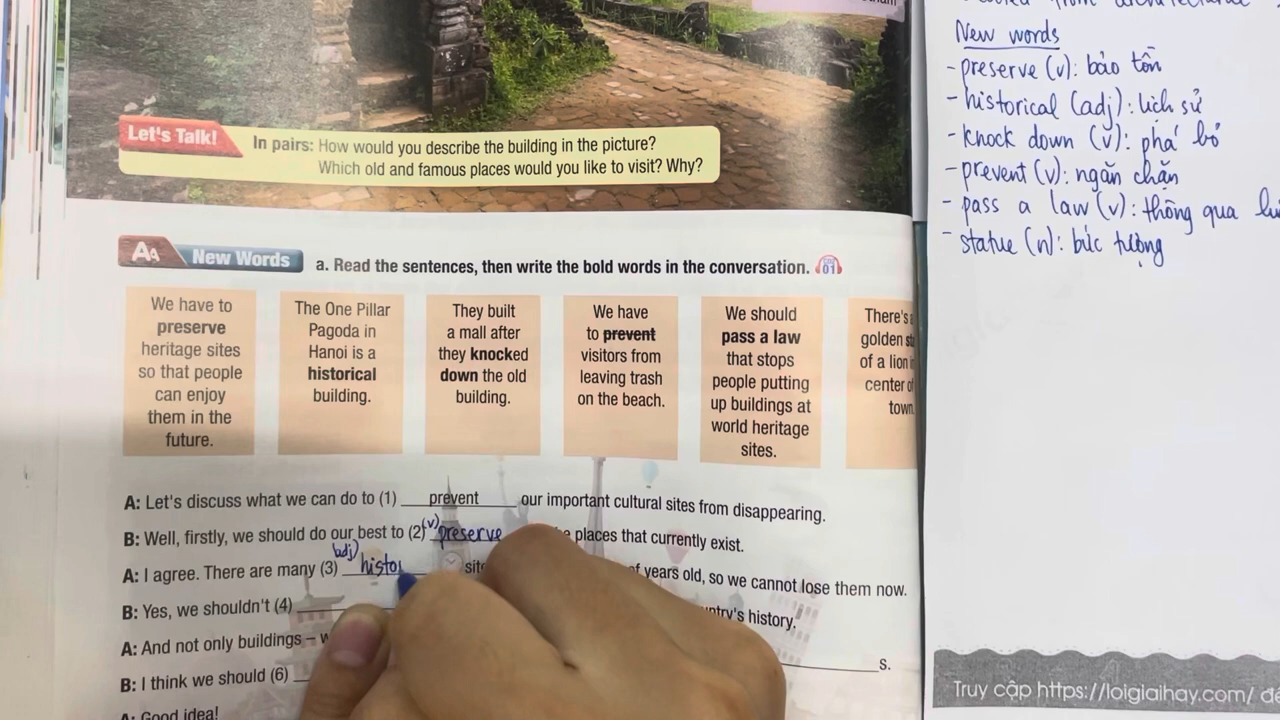 Let's Talk!
In pairs: How would you describe the building in the picture?
Which old and famous places would you like to visit? Why?
New Words
a. Read the sentences, then write the bold words in the conversation.
01
We have to
preserve
heritage sites
so that people
can enjoy
them in the
future.
The One Pillar
Pagoda in
Hanoi is a
historical
building.
They built
a mall after
they knocked
down the old
building.
We have
to prevent
visitors from
leaving trash
on the beach.
We should
pass a law
that stops
people putting
up buildings at
world heritage
sites.
There's
golden
of a lion
center of
town
A: Let's discuss what we can do to (1) prevent our important cultural sites from disappearing.
B: Well, firstly, we should do our best to (2) (v) preserve places that currently exist.
A: I agree. There are many (3) (adj) histo of years old, so we cannot lose them now.
B: Yes, we shouldn't (4) history.
A: And not only buildings – s.
B: I think we should (6)
A: Good idea!
New words
- preserve (v): bảo tồn
- historical (adj): lịch sử
- knock down (v): phá bỏ
- prevent (v): ngăn chặn
- pass a law (v): thông qua
- statue (n): bức tượng
Truy cập https://loigiaihay.com/